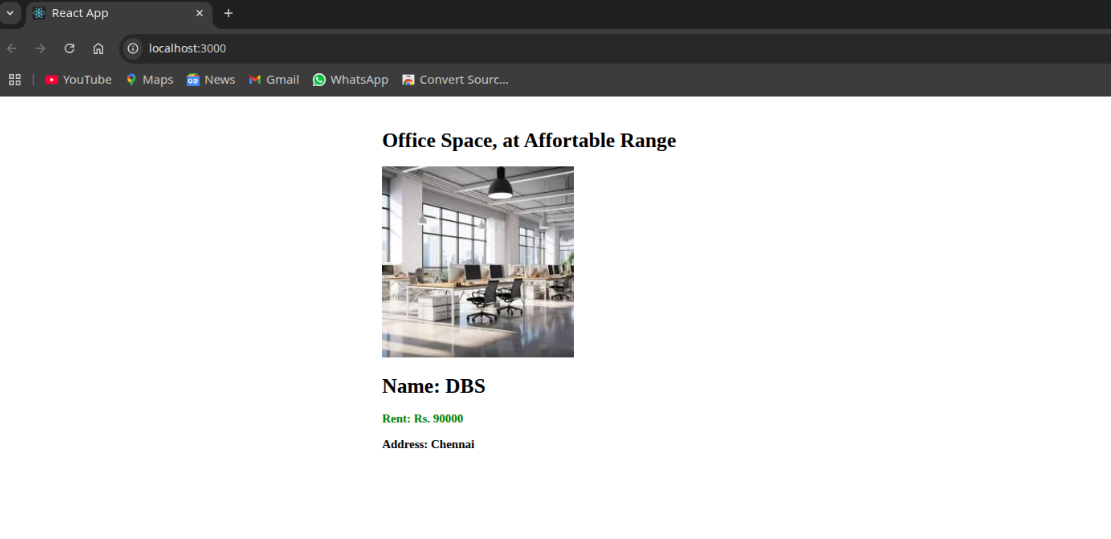 React App
localhost:3000
YouTube Maps News Gmail WhatsApp Convert Sourc...
Office Space, at Affortable Range
Name: DBS
Rent: Rs. 90000
Address: Chennai